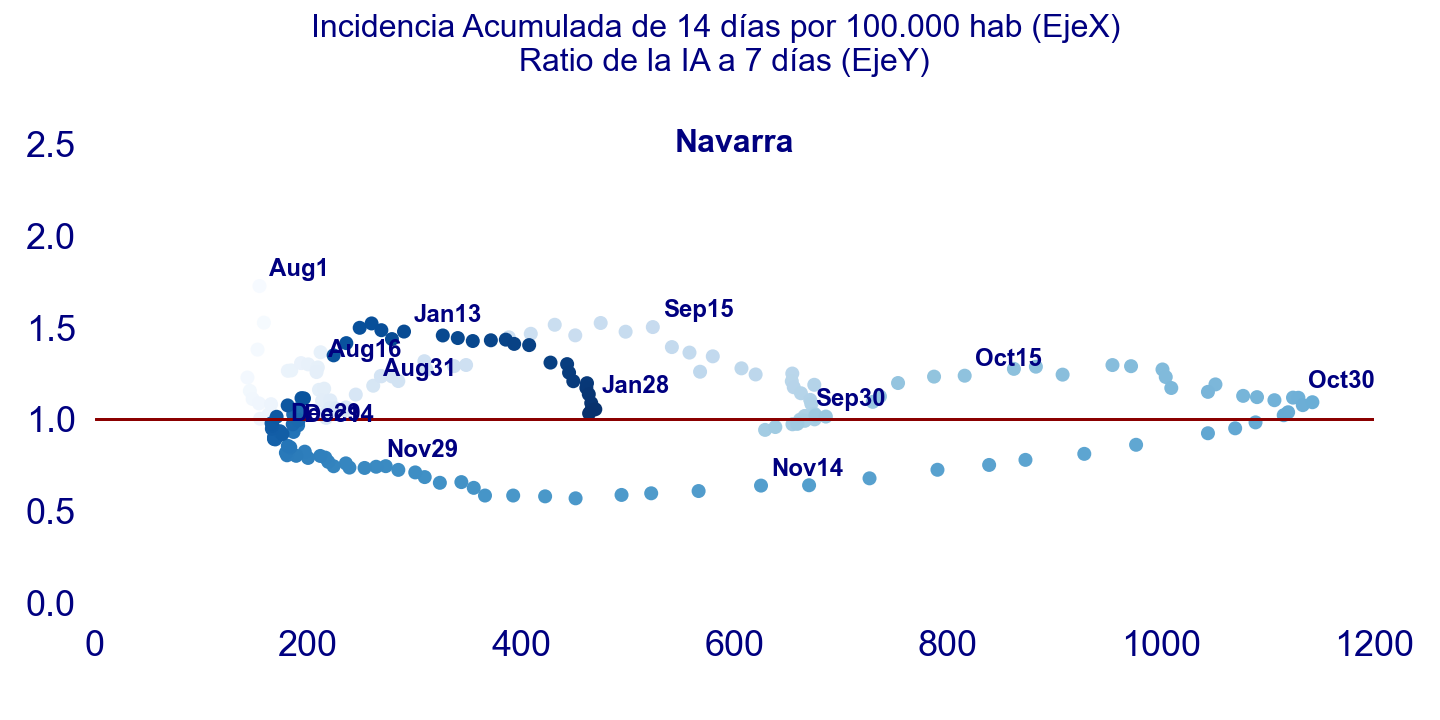 Incidencia Acumulada de 14 días por 100.000 hab (EjeX)
Ratio de la IA a 7 días (EjeY)
Navarra
2.5
2.0
1.5
1.0
0.5
0.0
Aug1
Jan13
Sep15
Aug16
Aug31
Oct15
Oct30
Jan28
Sep30
Dec29
Dec14
Nov29
Nov14
0
200
400
600
800
1000
1200